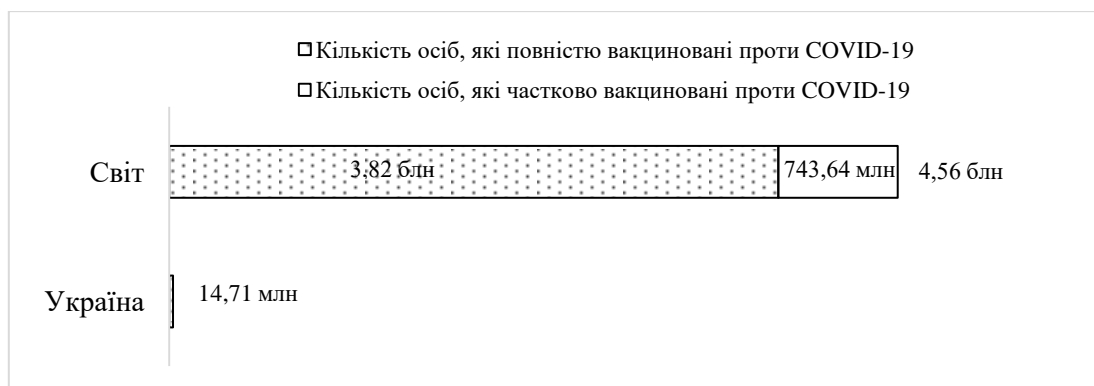 Кількість осіб, які повністю вакциновані проти COVID-19
Кількість осіб, які частково вакциновані проти COVID-19
Світ 3,82 блн 743,64 млн 4,56 блн
Україна 14,71 млн